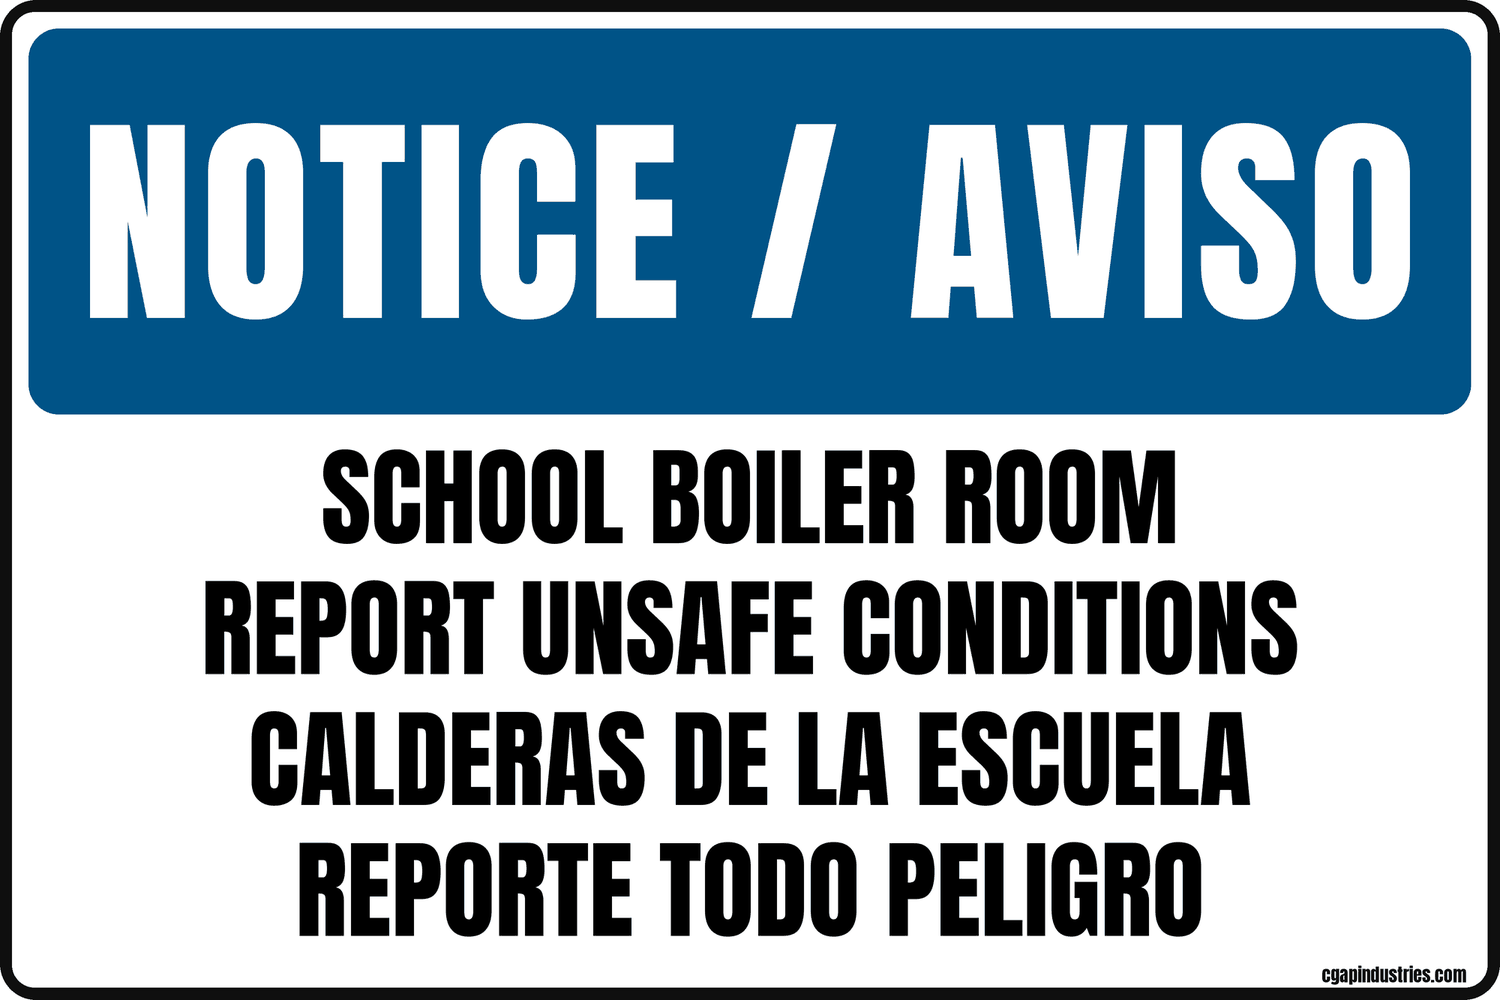 NOTICE / AVISO
SCHOOL BOILER ROOM
REPORT UNSAFE CONDITIONS
CALDERAS DE LA ESCUELA
REPORTE TODO PELIGRO
cgapindustries.com